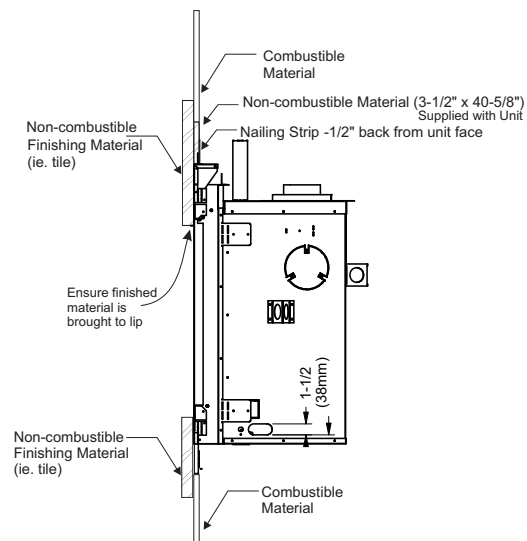 Combustible
Material
Non-combustible Material (3-1/2" x 40-5/8")
Supplied with Unit
Non-combustible
Finishing Material
(ie. tile)
Nailing Strip -1/2" back from unit face
Ensure finished
material is
brought to lip
1-1/2
(38mm)
Non-combustible
Finishing Material
(ie. tile)
Combustible
Material